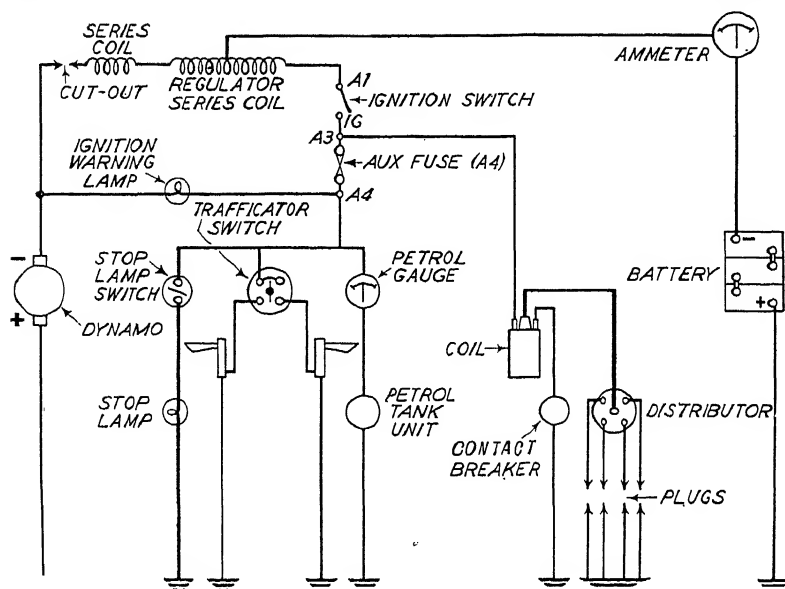 SERIES
COIL
CUT-OUT
REGULATOR
SERIES COIL
A1
IGNITION SWITCH
IG
A3
AUX FUSE (A4)
A4
AMMETER
IGNITION
WARNING
LAMP
TRAFFICATOR
SWITCH
STOP
LAMP
SWITCH
PETROL
GAUGE
BATTERY
-
+
-
+
DYNAMO
COIL
STOP
LAMP
PETROL
TANK
UNIT
CONTACT
BREAKER
DISTRIBUTOR
PLUGS